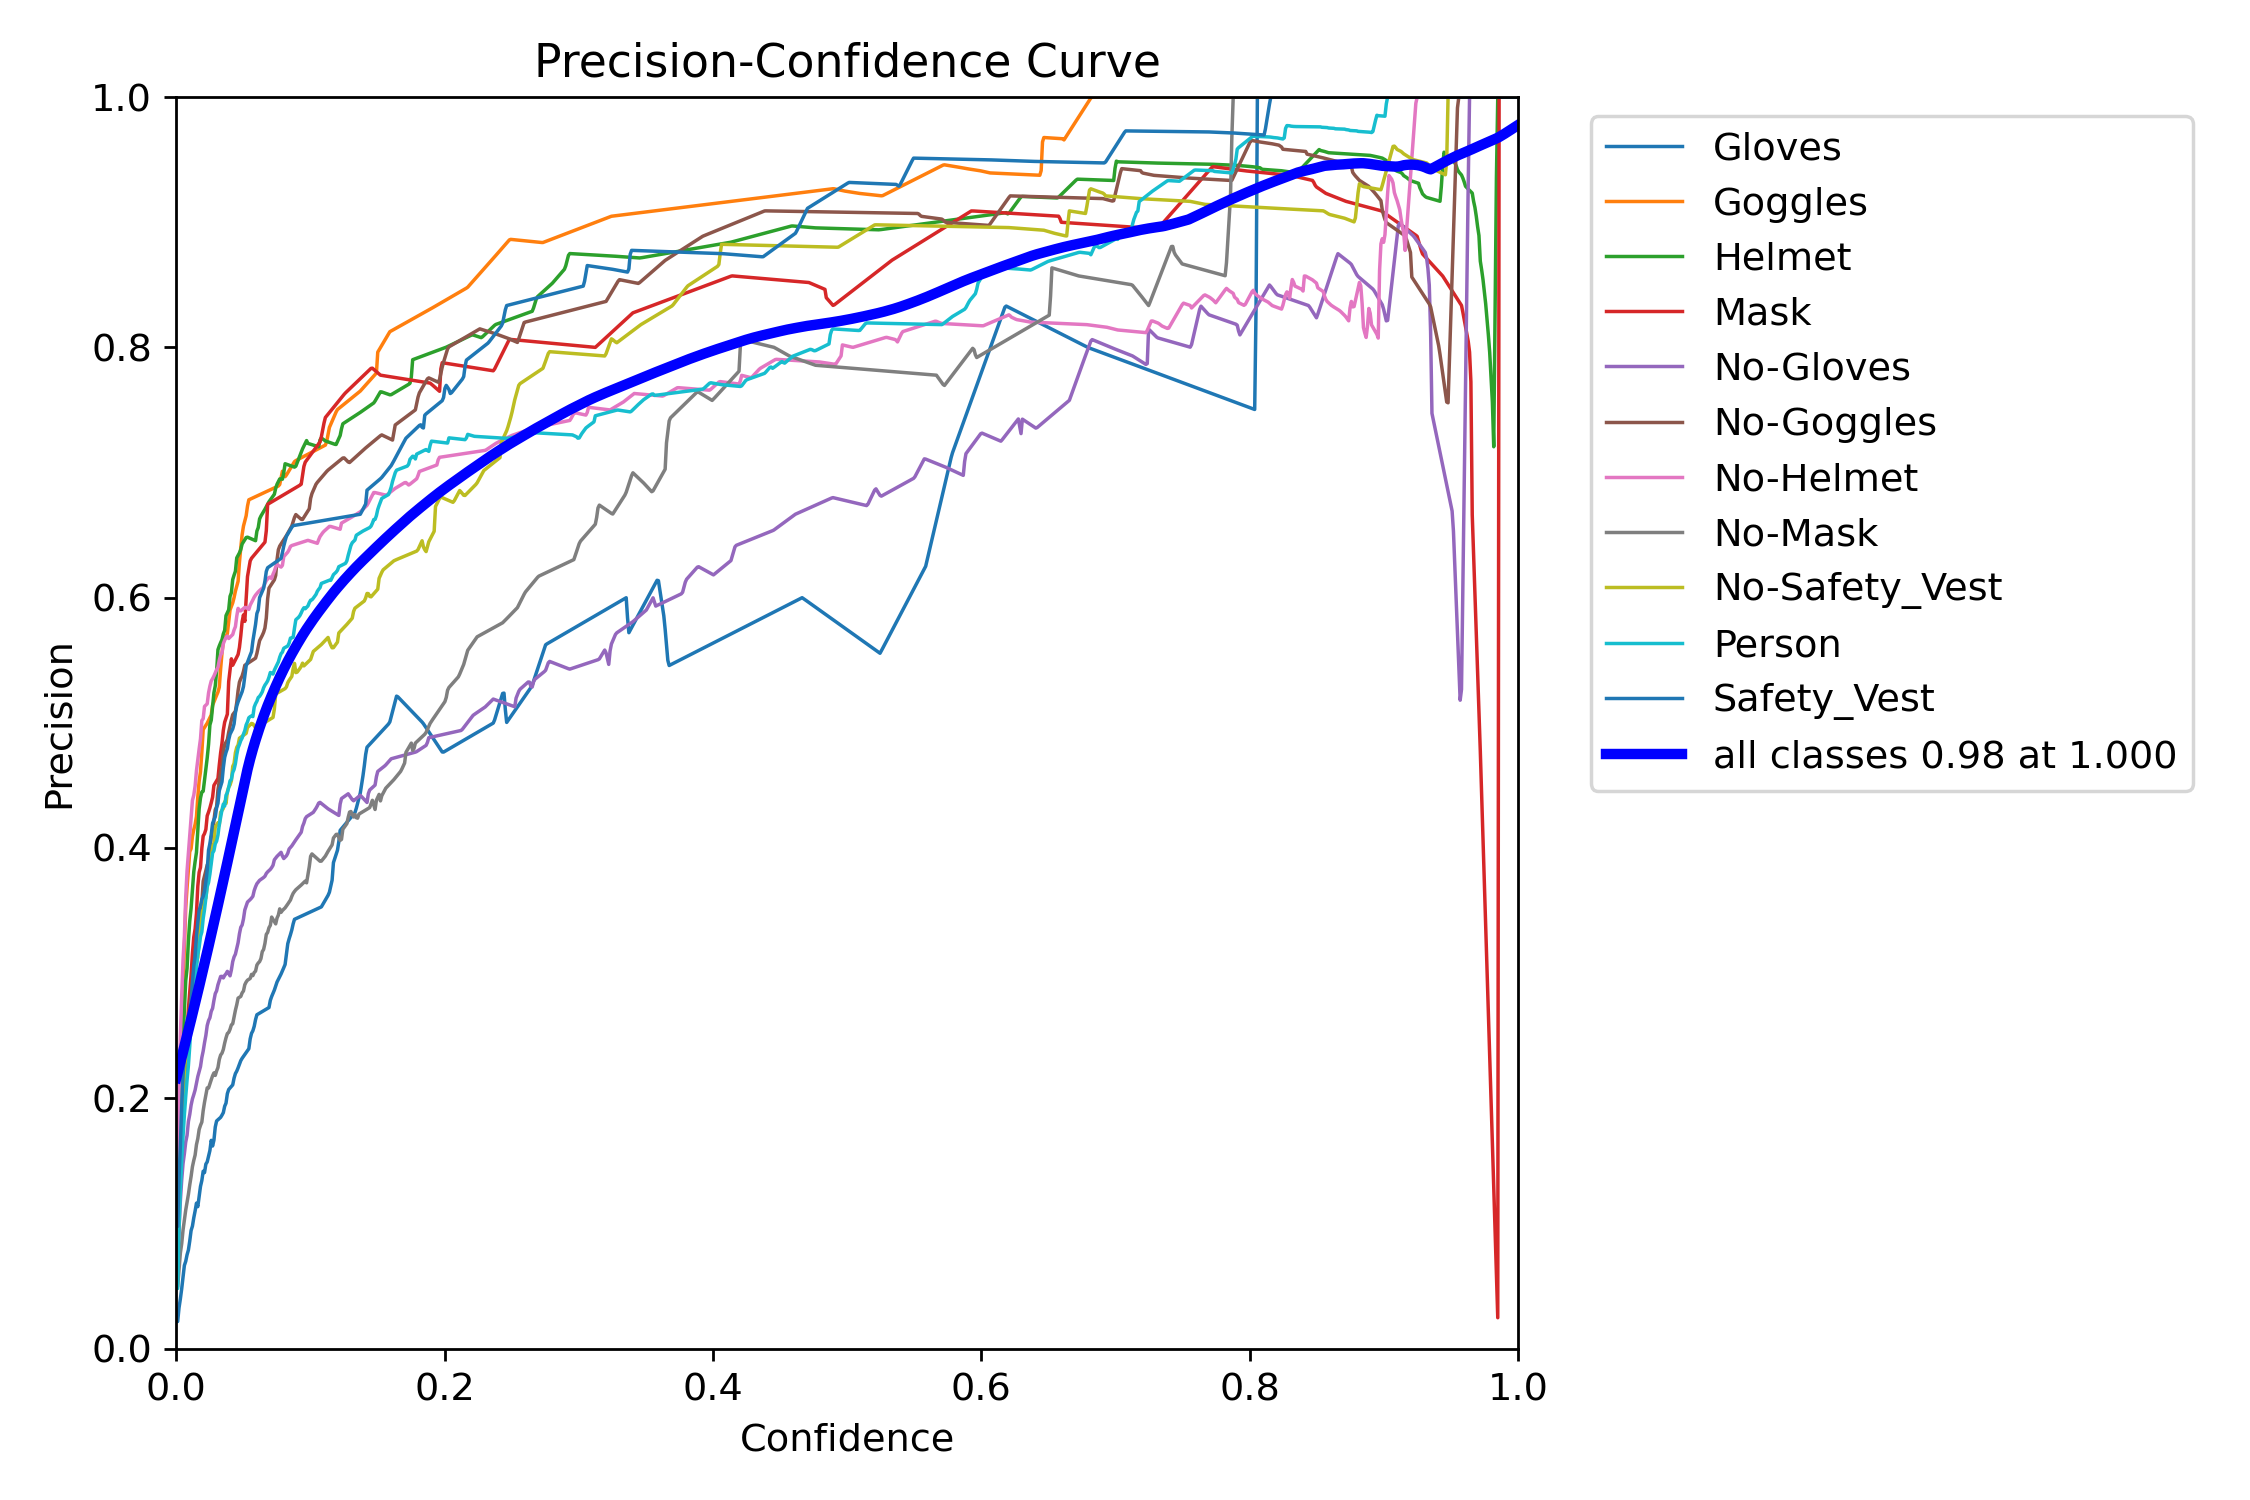 Precision-Confidence Curve
1.0
0.8
0.6
0.4
0.2
0.0
Precision
0.0 0.2 0.4 0.6 0.8 1.0
Confidence
Gloves
Goggles
Helmet
Mask
No-Gloves
No-Goggles
No-Helmet
No-Mask
No-Safety_Vest
Person
Safety_Vest
all classes 0.98 at 1.000